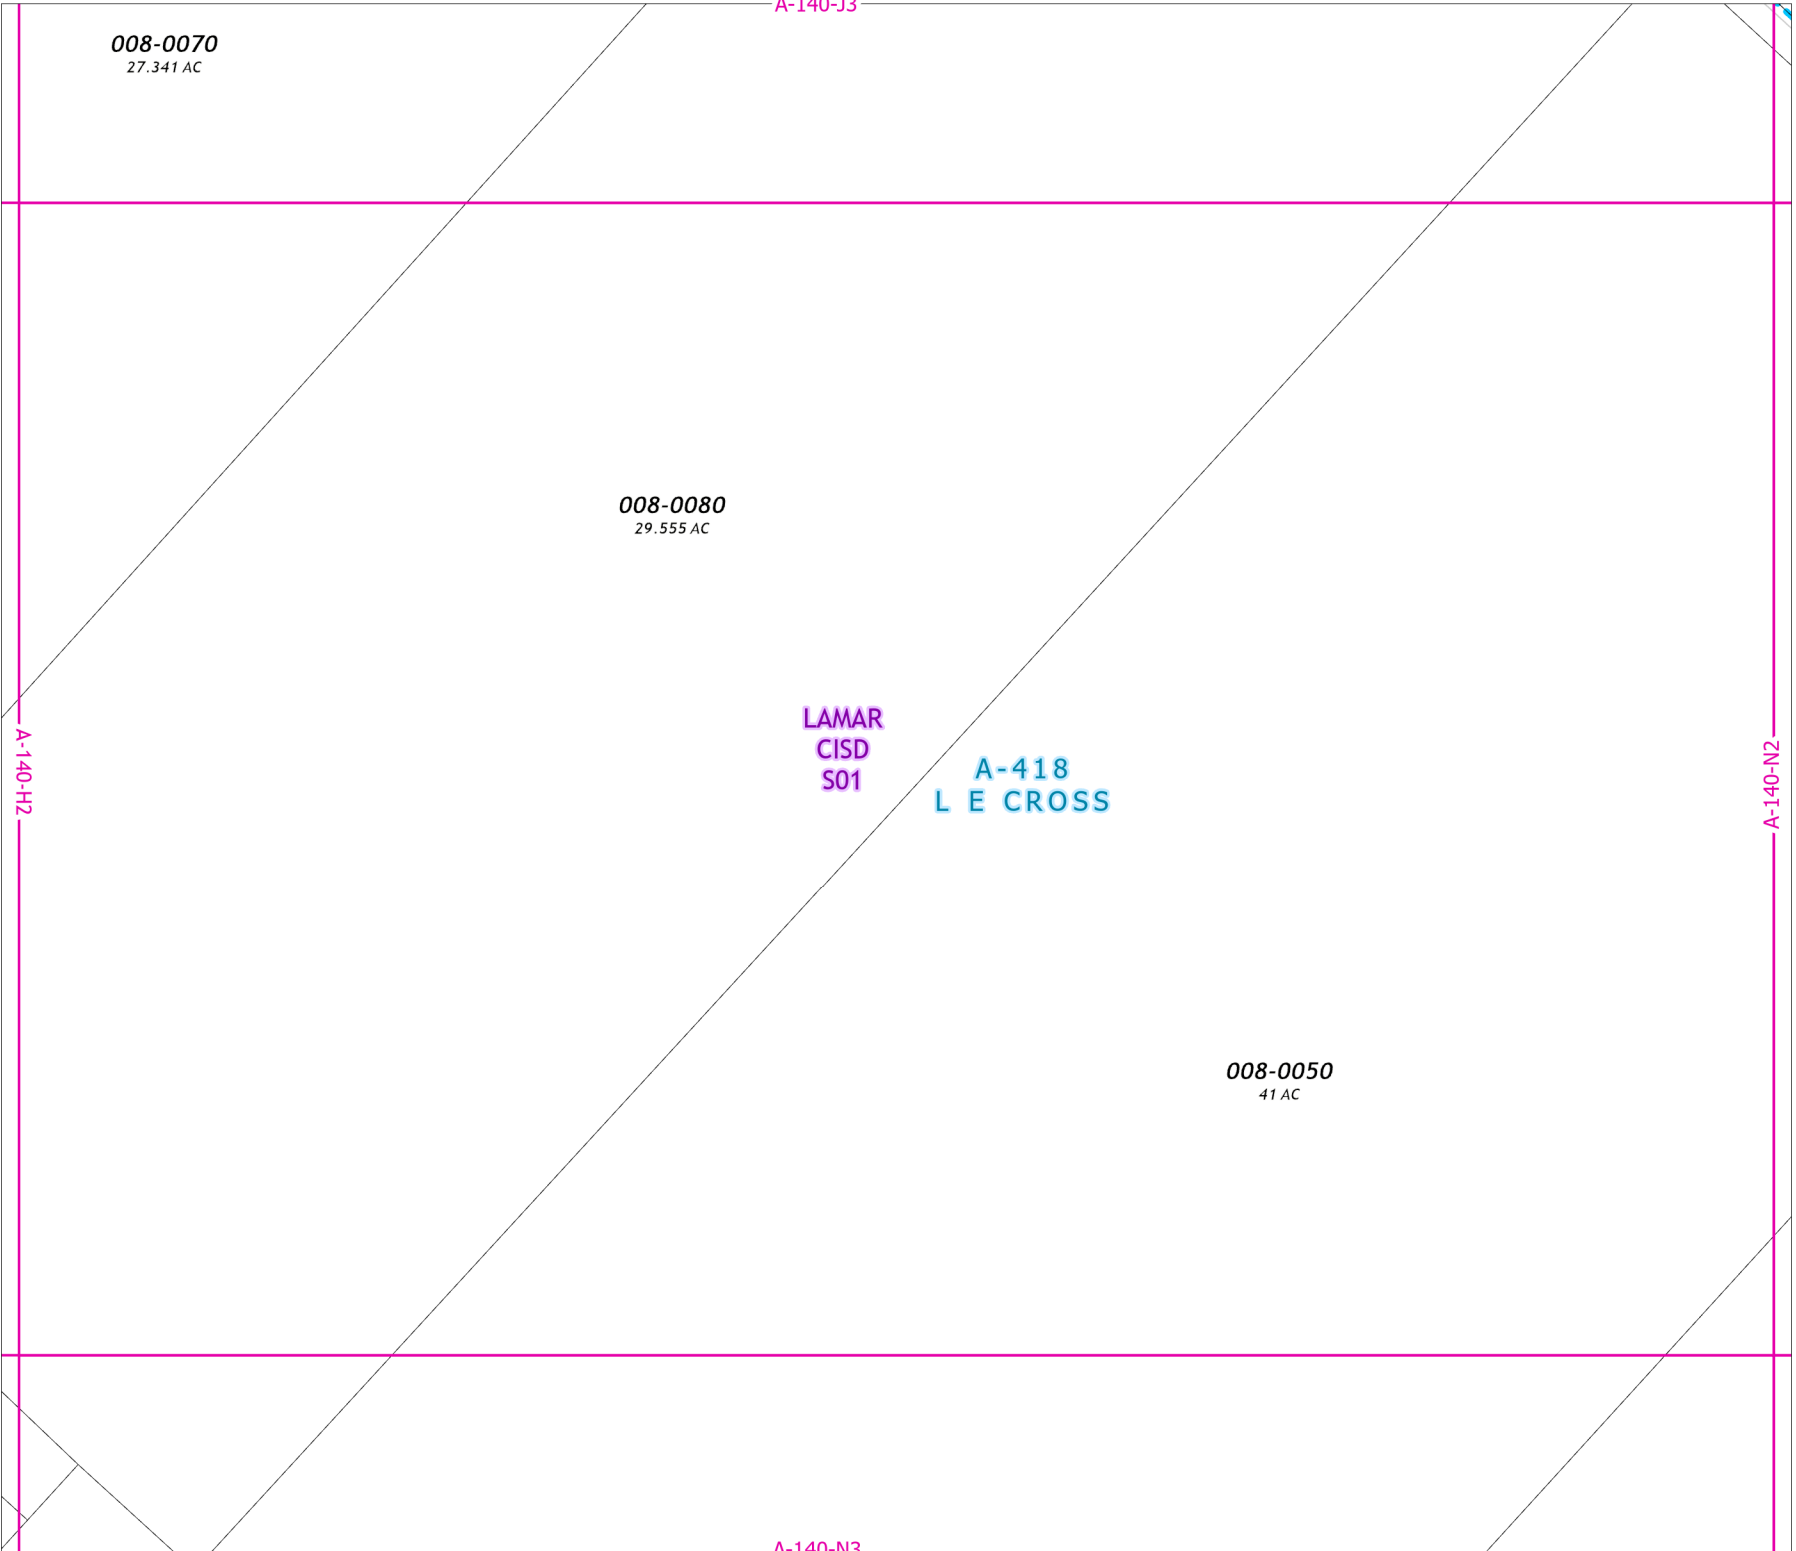 A-140-J3
008-0070
27.341 AC
008-0080
29.555 AC
LAMAR
CISD
S01
A-418
L E CROSS
A-140-H2
A-140-N2
008-0050
41 AC
A-140-N3